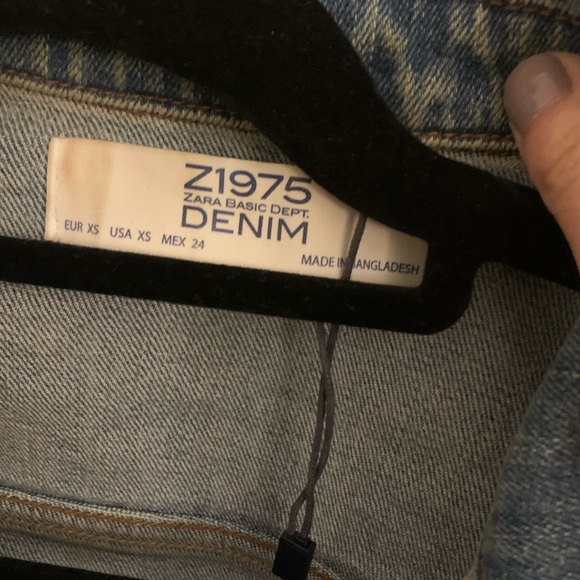 Z1975
ZARA BASIC DEPT.
DENIM
EUR XS USA XS MEX 24
MADE IN BANGLADESH